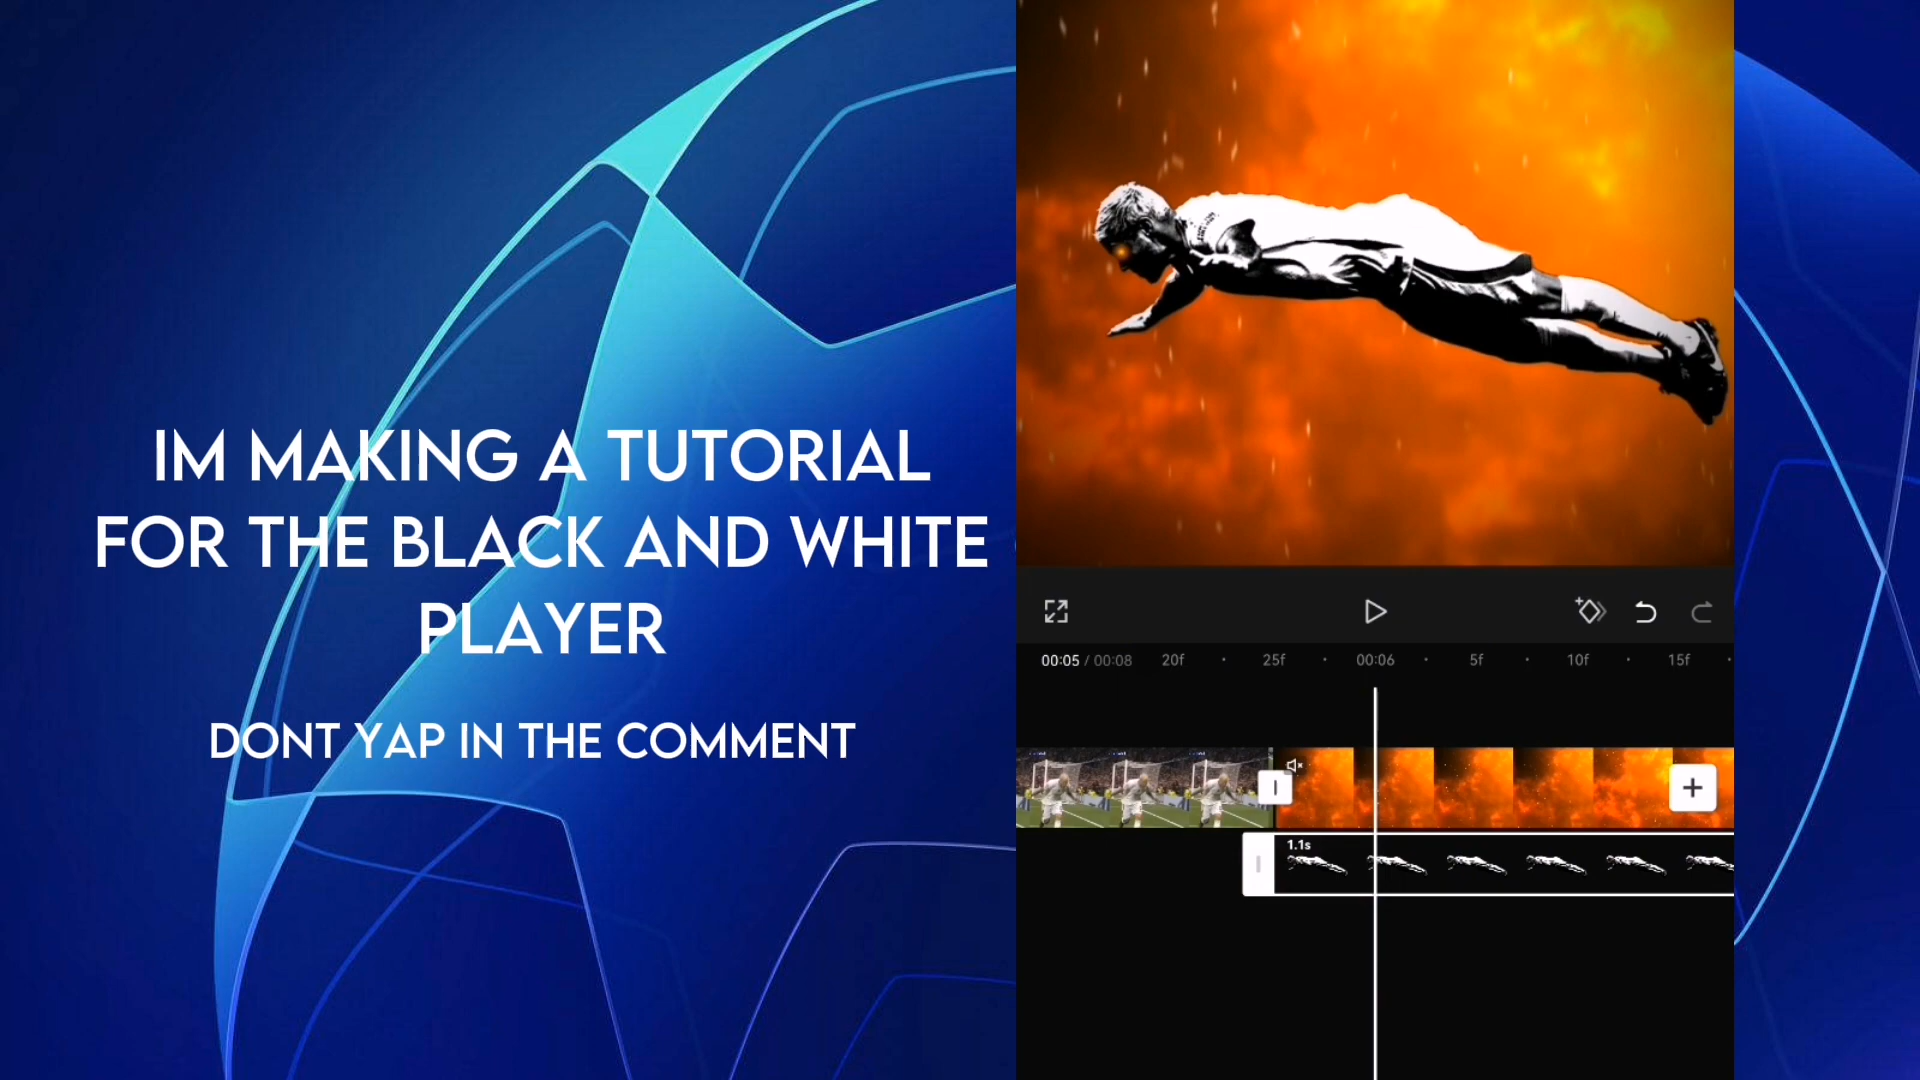 IM MAKING A TUTORIAL
FOR THE BLACK AND WHITE
PLAYER
DONT YAP IN THE COMMENT
00:05 / 00:08 20f 25f 00:06 5f 10f 15f
1.1s